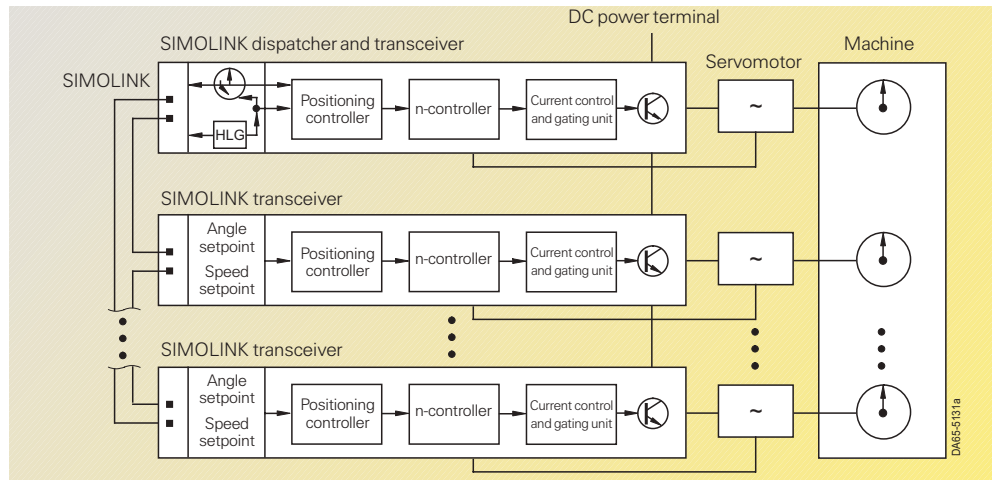 DC power terminal
SIMOLINK dispatcher and transceiver
Machine
Servomotor
SIMOLINK
Positioning
controller
n-controller
Current control
and gating unit
~
HLG
SIMOLINK transceiver
Angle
setpoint
Speed
setpoint
Positioning
controller
n-controller
Current control
and gating unit
~
SIMOLINK transceiver
Angle
setpoint
Speed
setpoint
Positioning
controller
n-controller
Current control
and gating unit
~
DA65-5131a